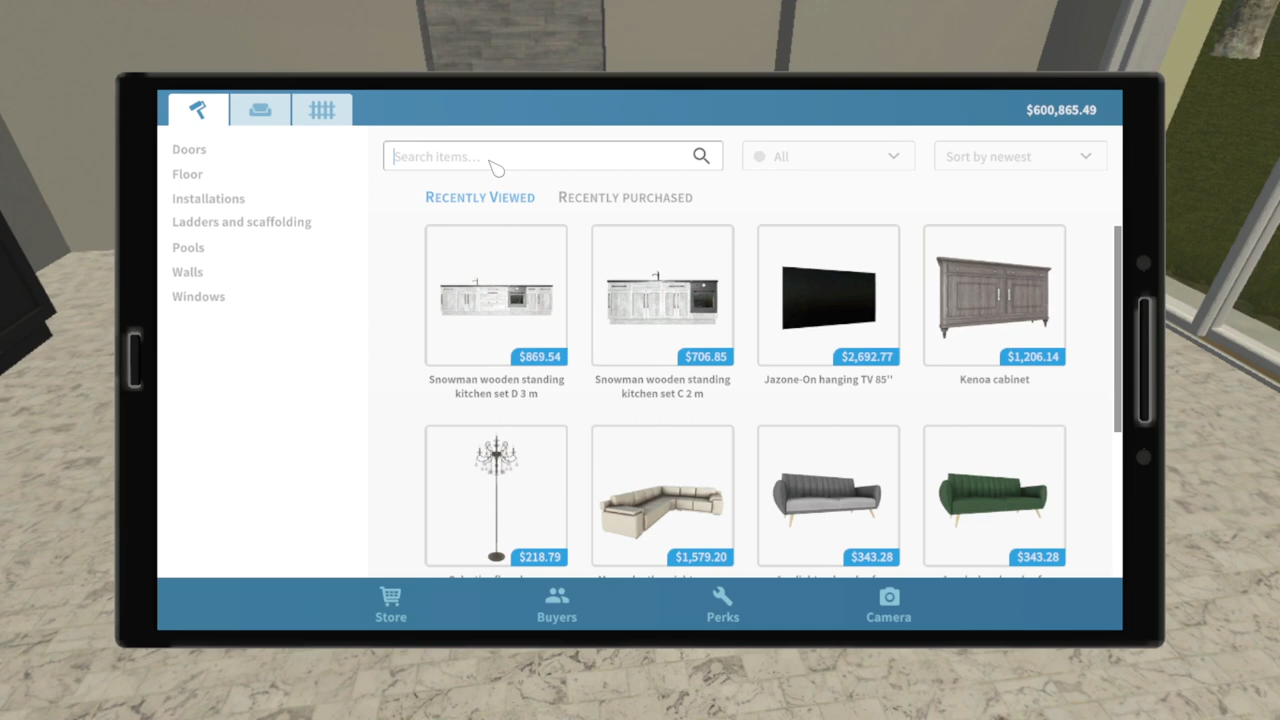 $600,865.49
Doors
Floor
Installations
Ladders and scaffolding
Pools
Walls
Windows
Search items...
All
Sort by newest
RECENTLY VIEWED
RECENTLY PURCHASED
$869.54
$706.85
$2,692.77
$1,206.14
Snowman wooden standing
kitchen set D 3 m
Snowman wooden standing
kitchen set C 2 m
Jazone-On hanging TV 85''
Kenoa cabinet
$218.79
$1,579.20
$343.28
$343.28
Store
Buyers
Perks
Camera